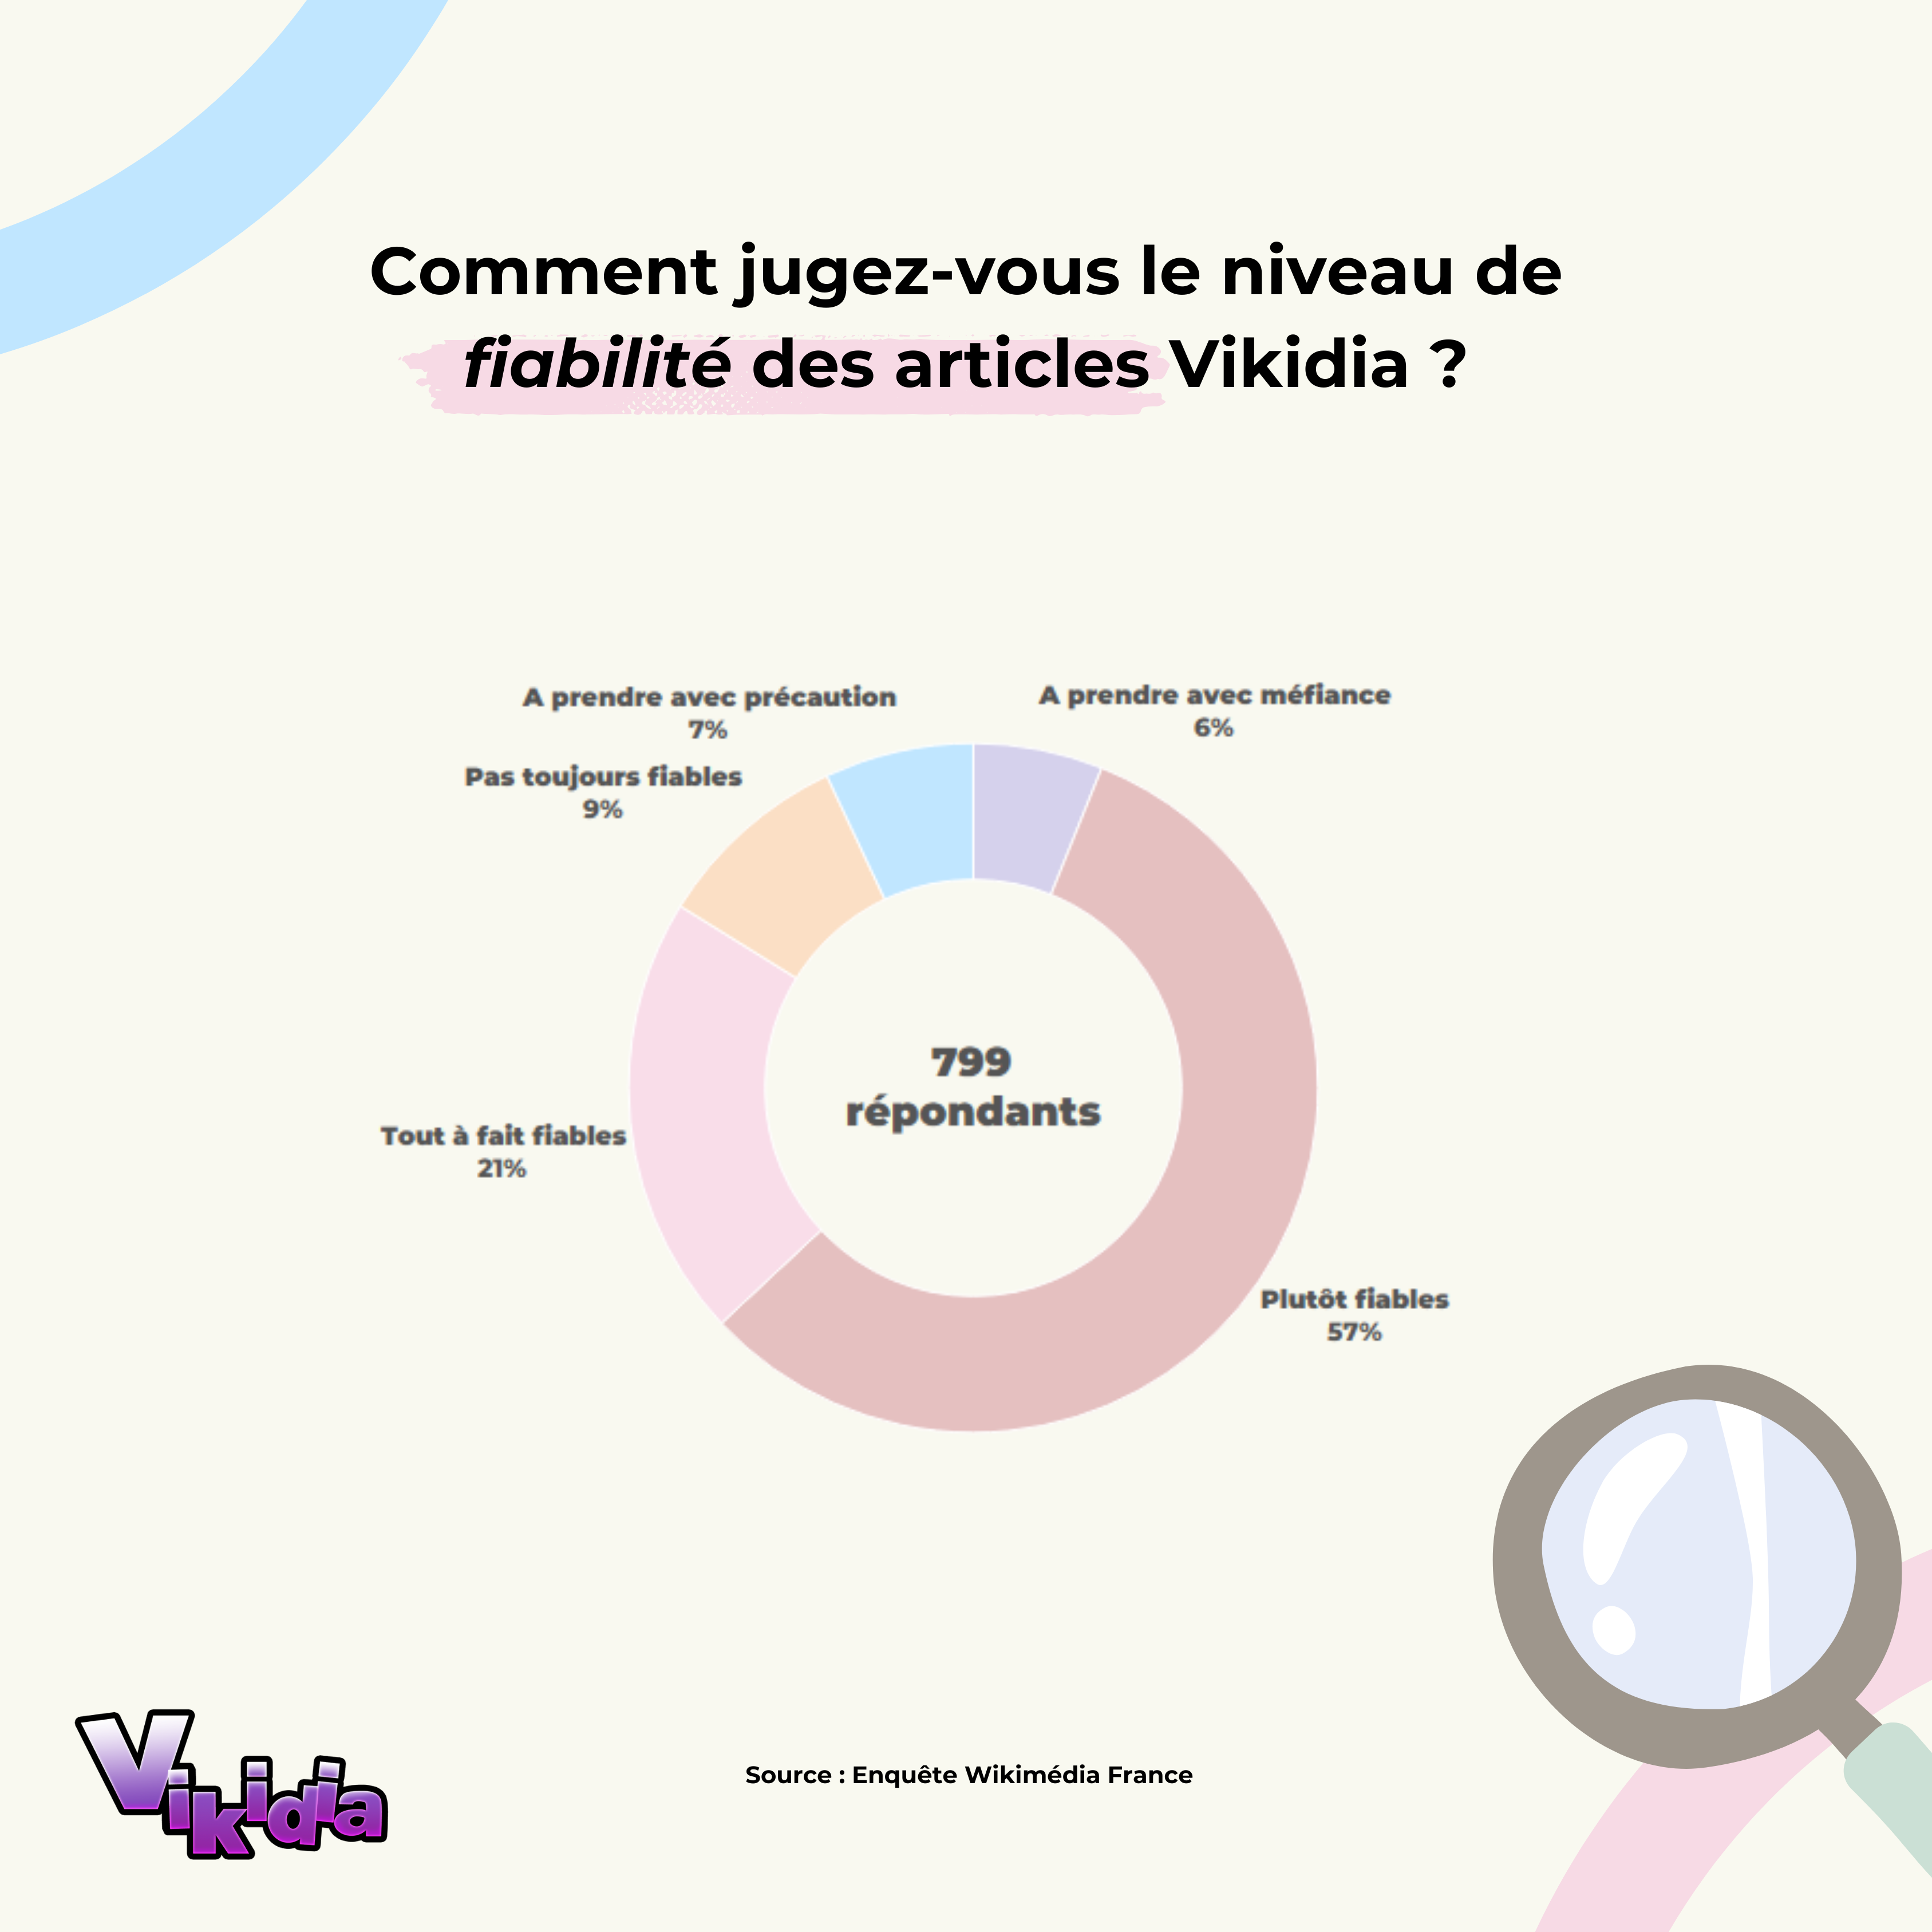 Comment jugez-vous le niveau de
fiabilité des articles Vikidia ?
A prendre avec précaution
7%
A prendre avec méfiance
6%
Pas toujours fiables
9%
799
répondants
Tout à fait fiables
21%
Plutôt fiables
57%
Vikidia
Source : Enquête Wikimédia France